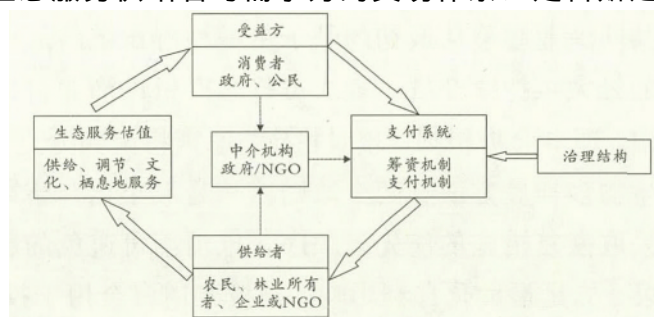 受益方
消费者
政府、公民
生态服务估值
供给、调节、文
化、栖息地服务
中介机构
政府/NGO
支付系统
筹资机制
支付机制
治理结构
供给者
农民、林业所有
者、企业或NGO